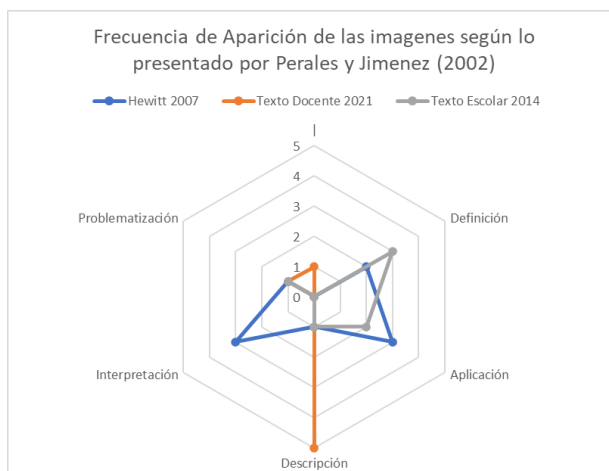 Frecuencia de Aparición de las imagenes según lo
presentado por Perales y Jimenez (2002)
Hewitt 2007 Texto Docente 2021 Texto Escolar 2014
I
5
4
3
2
1
0
Problematización
Definición
Interpretación
Aplicación
Descripción